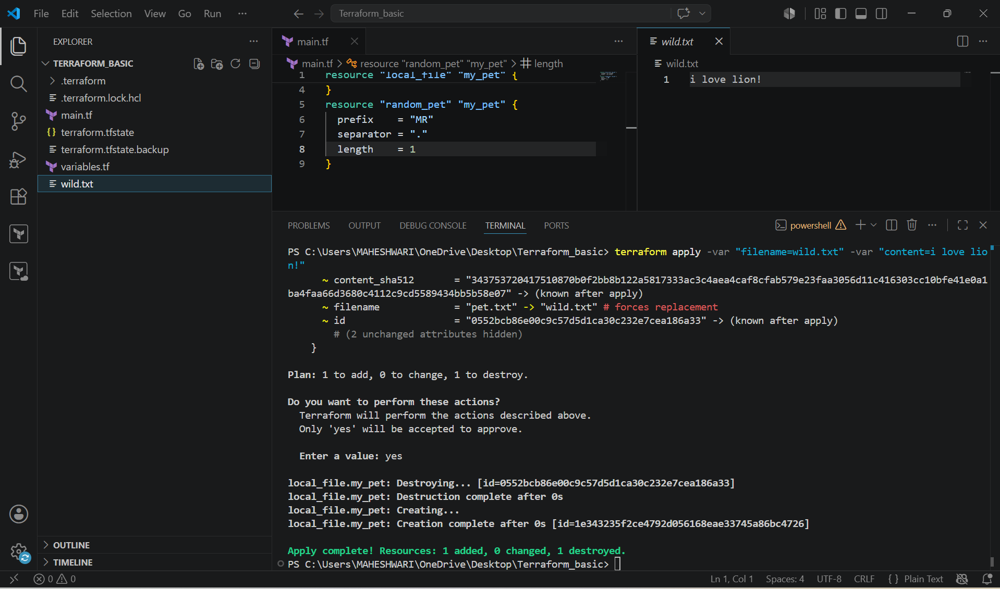 File Edit Selection View Go Run ···
Terraform_basic
EXPLORER
TERRAFORM_BASIC
.terraform
.terraform.lock.hcl
main.tf
{} terraform.tfstate
terraform.tfstate.backup
variables.tf
wild.txt
OUTLINE
TIMELINE
main.tf
main.tf > resource "random_pet" "my_pet" > length
1 resource "local_file" "my_pet" {
4 }
5 resource "random_pet" "my_pet" {
6 prefix = "MR"
7 separator = "."
8 length = 1
9 }
wild.txt
wild.txt
1 i love lion!
PROBLEMS OUTPUT DEBUG CONSOLE TERMINAL PORTS
powershell
PS C:\Users\MAHESHWARI\OneDrive\Desktop\Terraform_basic> terraform apply -var "filename=wild.txt" -var "content=i love lio
n!"
~ content_sha512 = "343753720417510870b0f2bb8b122a5817333ac3c4aea4caf8cfab579e23faa3056d11c416303cc10bfe41e0a1
ba4faa66d3680c4112c9cd5589434bb5b58e07" -> (known after apply)
~ filename = "pet.txt" -> "wild.txt" # forces replacement
~ id = "0552bcb86e00c9c57d5d1ca30c232e7cea186a33" -> (known after apply)
# (2 unchanged attributes hidden)
}
Plan: 1 to add, 0 to change, 1 to destroy.
Do you want to perform these actions?
Terraform will perform the actions described above.
Only 'yes' will be accepted to approve.
Enter a value: yes
local_file.my_pet: Destroying... [id=0552bcb86e00c9c57d5d1ca30c232e7cea186a33]
local_file.my_pet: Destruction complete after 0s
local_file.my_pet: Creating...
local_file.my_pet: Creation complete after 0s [id=1e343235f2ce4792d056168eae33745a86bc4726]
Apply complete! Resources: 1 added, 0 changed, 1 destroyed.
PS C:\Users\MAHESHWARI\OneDrive\Desktop\Terraform_basic>
0 0
Ln 1, Col 1 Spaces: 4 UTF-8 CRLF {} Plain Text